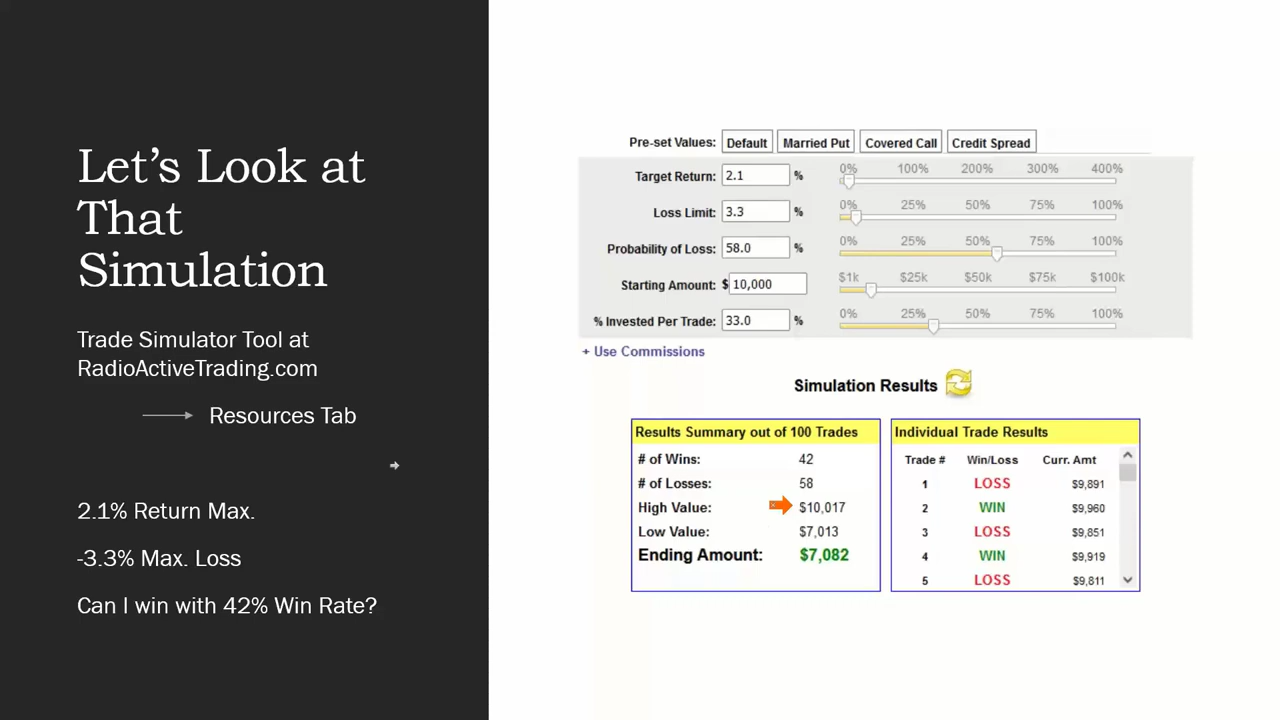 Let's Look at
That
Simulation
Trade Simulator Tool at
RadioActiveTrading.com
Resources Tab
2.1% Return Max.
-3.3% Max. Loss
Can I win with 42% Win Rate?
Pre-set Values: Default Married Put Covered Call Credit Spread
Target Return: 2.1 % 0% 100% 200% 300% 400%
Loss Limit: 3.3 % 0% 25% 50% 75% 100%
Probability of Loss: 58.0 % 0% 25% 50% 75% 100%
Starting Amount: $ 10,000 $1k $25k $50k $75k $100k
% Invested Per Trade: 33.0 % 0% 25% 50% 75% 100%
+ Use Commissions
Simulation Results
Results Summary out of 100 Trades
# of Wins: 42
# of Losses: 58
High Value: $10,017
Low Value: $7,013
Ending Amount: $7,082
Individual Trade Results
Trade # Win/Loss Curr. Amt
1 LOSS $9,891
2 WIN $9,960
3 LOSS $9,851
4 WIN $9,919
5 LOSS $9,811